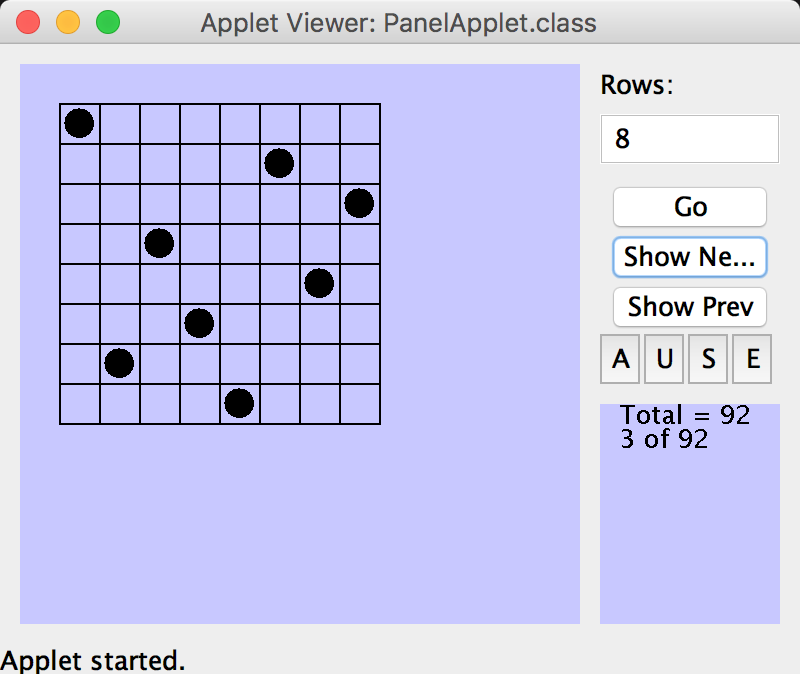 Applet Viewer: PanelApplet.class
Rows:
8
Go
Show Ne...
Show Prev
A U S E
Total = 92
3 of 92
Applet started.